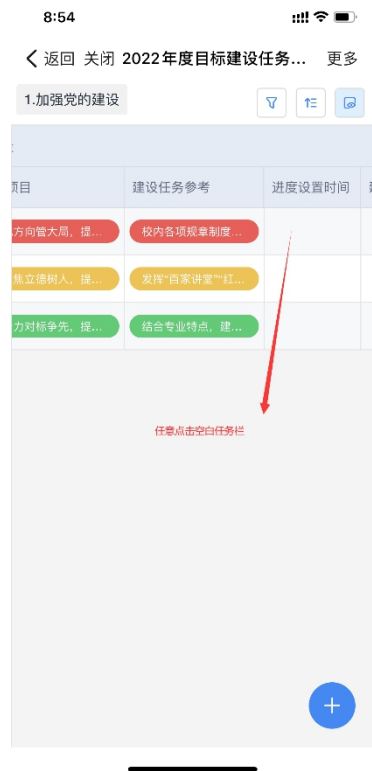 8:54
返回 关闭 2022年度目标建设任务... 更多
1.加强党的建设
项目 建设任务参考 进度设置时间
方向管大局，提... 校内各项规章制度...
焦立德树人，提... 发挥“百家讲堂”“红...
力对标争先，提... 结合专业特点，建...
任意点击空白任务栏